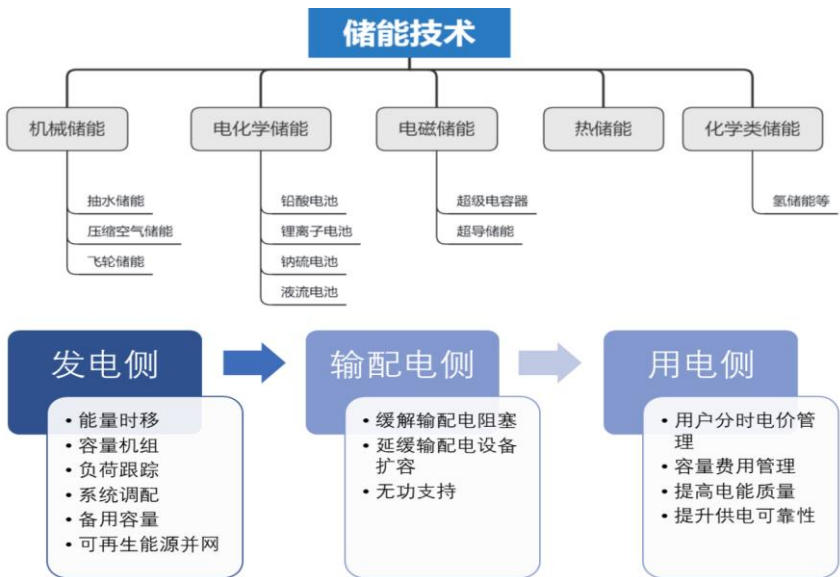 储能技术
机械储能
电化学储能
电磁储能
热储能
化学类储能
抽水储能
压缩空气储能
飞轮储能
铅酸电池
锂离子电池
钠硫电池
液流电池
超级电容器
超导储能
氢储能等
发电侧
• 能量时移
• 容量机组
• 负荷跟踪
• 系统调配
• 备用容量
• 可再生能源并网
输配电侧
• 缓解输配电阻塞
• 延缓输配电设备
扩容
• 无功支持
用电侧
• 用户分时电价管
理
• 容量费用管理
• 提高电能质量
• 提升供电可靠性